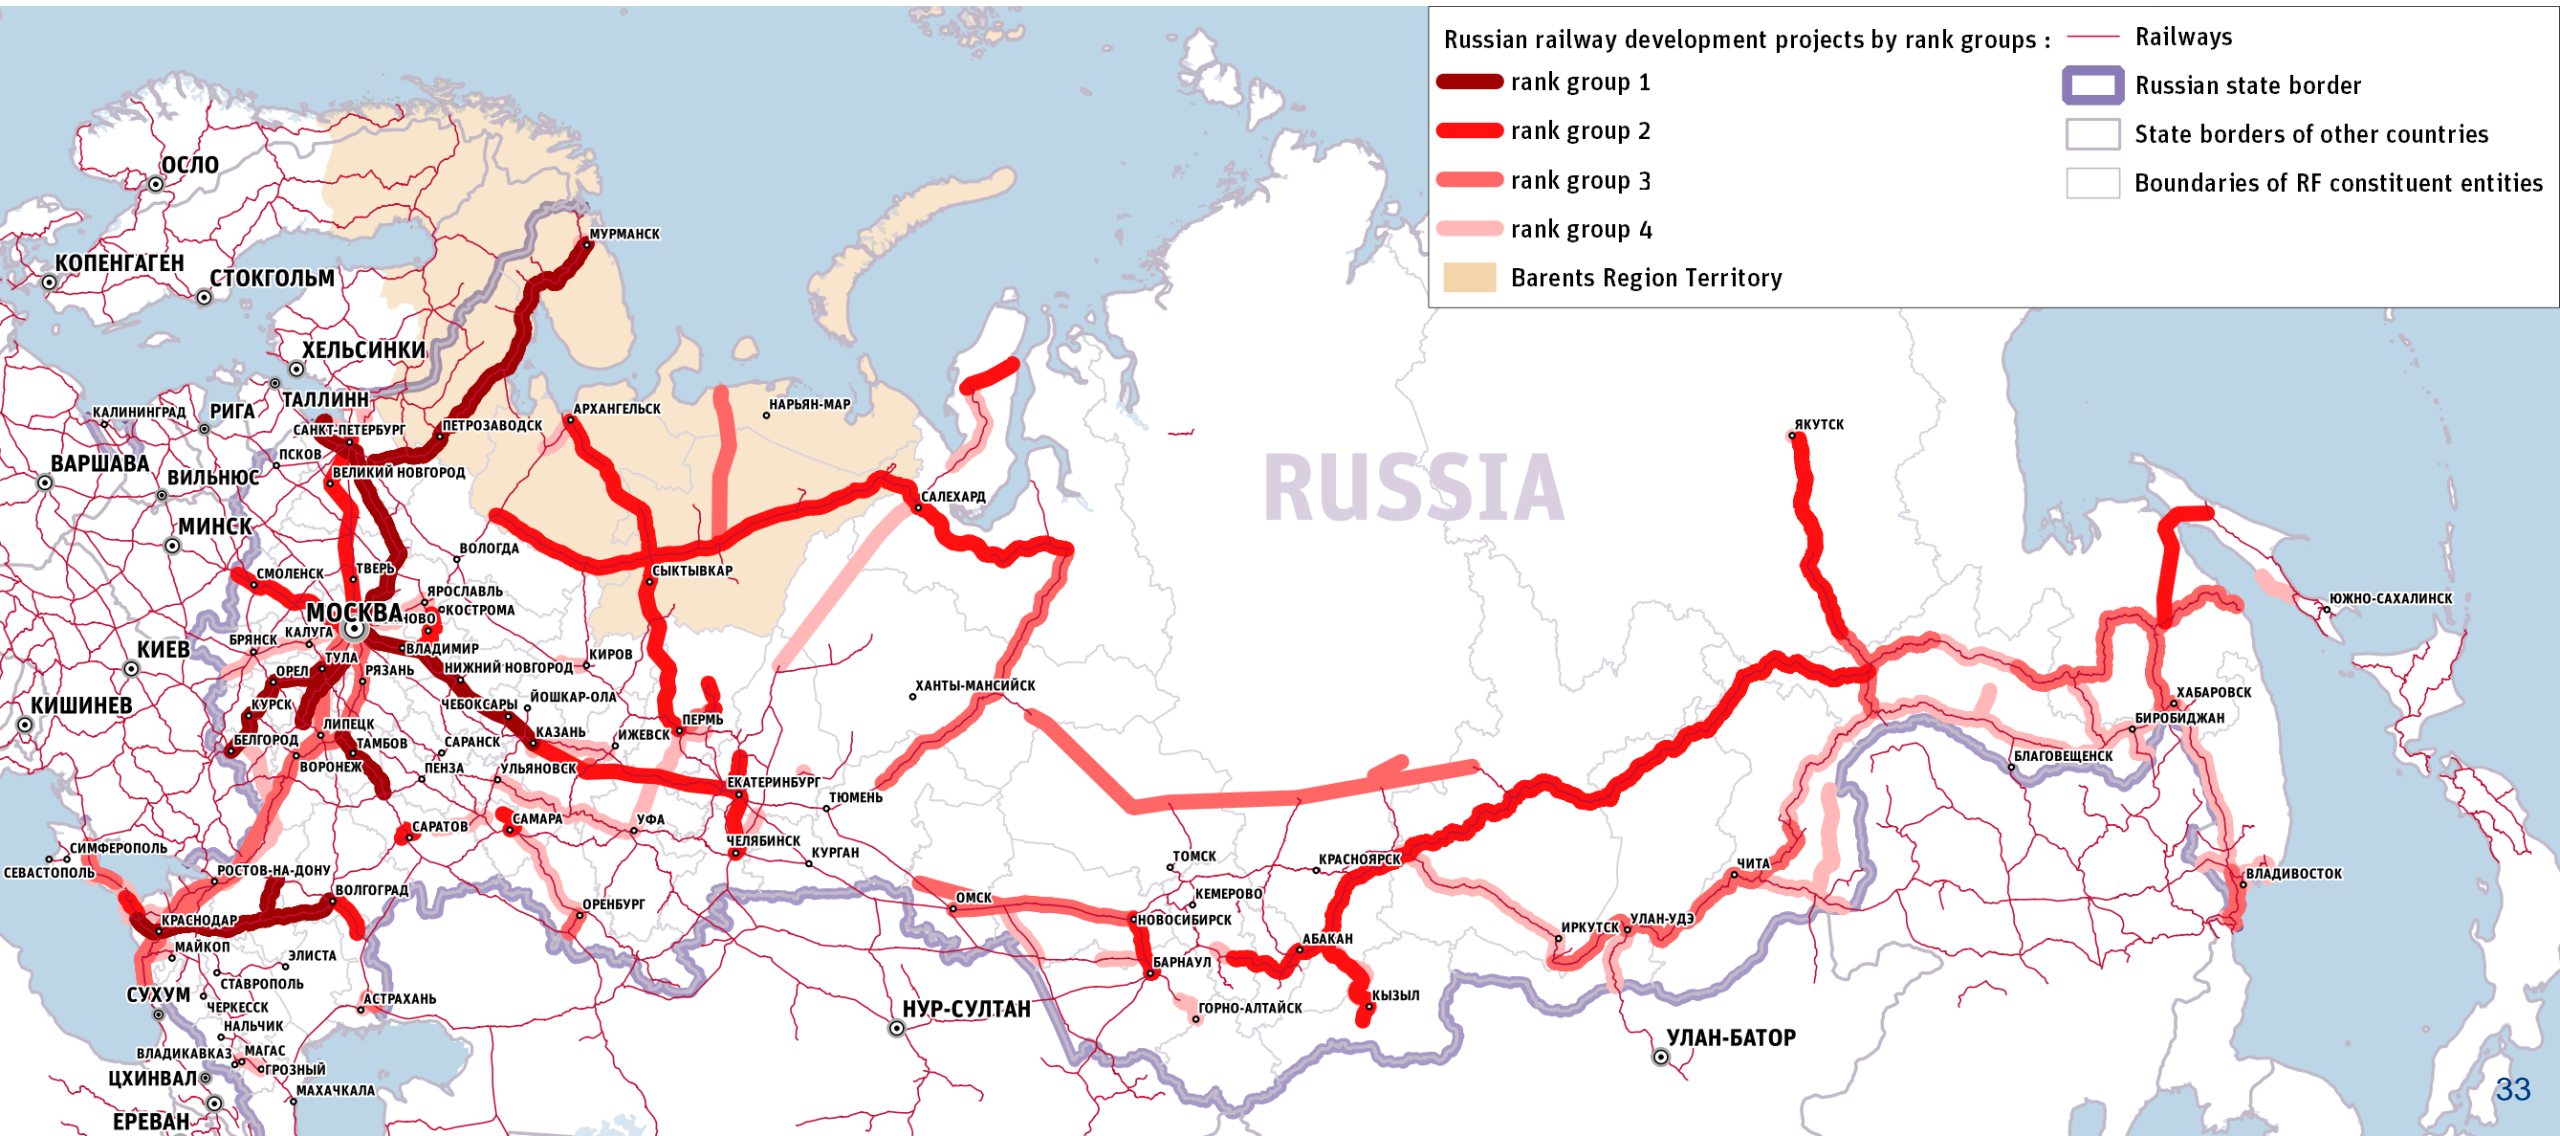 Russian railway development projects by rank groups :
rank group 1
rank group 2
rank group 3
rank group 4
Barents Region Territory
Railways
Russian state border
State borders of other countries
Boundaries of RF constituent entities
ОСЛО
МУРМАНСК
КОПЕНГАГЕН
СТОКГОЛЬМ
ХЕЛЬСИНКИ
ТАЛЛИНН
КАЛИНИНГРАД
РИГА
САНКТ-ПЕТЕРБУРГ
ПЕТРОЗАВОДСК
АРХАНГЕЛЬСК
НАРЬЯН-МАР
ЯКУТСК
ВАРШАВА
ВИЛЬНЮС
ПСКОВ
ВЕЛИКИЙ НОВГОРОД
САЛЕХАРД
RUSSIA
МИНСК
ВОЛОГДА
СМОЛЕНСК
ТВЕРЬ
СЫКТЫВКАР
ЯРОСЛАВЛЬ
КОСТРОМА
МОСКВА
НОВО
ЮЖНО-САХАЛИНСК
КИЕВ
БРЯНСК
КАЛУГА
ВЛАДИМИР
ТУЛА
ОРЕЛ
РЯЗАНЬ
НИЖНИЙ НОВГОРОД
КИРОВ
ХАНТЫ-МАНСИЙСК
КИШИНЕВ
КУРСК
ЧЕБОКСАРЫ
ЙОШКАР-ОЛА
ХАБАРОВСК
БИРОБИДЖАН
ЛИПЕЦК
ПЕРМЬ
БЕЛГОРОД
ТАМБОВ
САРАНСК
КАЗАНЬ
ИЖЕВСК
БЛАГОВЕЩЕНСК
ВОРОНЕЖ
ПЕНЗА
УЛЬЯНОВСК
ЕКАТЕРИНБУРГ
ТЮМЕНЬ
САРАТОВ
САМАРА
УФА
ЧЕЛЯБИНСК
КУРГАН
СИМФЕРОПОЛЬ
СЕВАСТОПОЛЬ
ТОМСК
КРАСНОЯРСК
ЧИТА
РОСТОВ-НА-ДОНУ
ВОЛГОГРАД
ВЛАДИВОСТОК
КЕМЕРОВО
ОМСК
ОРЕНБУРГ
НОВОСИБИРСК
КРАСНОДАР
ИРКУТСК
УЛАН-УДЭ
МАЙКОП
ЭЛИСТА
АБАКАН
БАРНАУЛ
СТАВРОПОЛЬ
СУХУМ
ЧЕРКЕССК
АСТРАХАНЬ
КЫЗЫЛ
НУР-СУЛТАН
ГОРНО-АЛТАЙСК
НАЛЬЧИК
УЛАН-БАТОР
ВЛАДИКАВКАЗ
МАГАС
ГРОЗНЫЙ
ЦХИНВАЛ
МАХАЧКАЛА
ЕРЕВАН
33